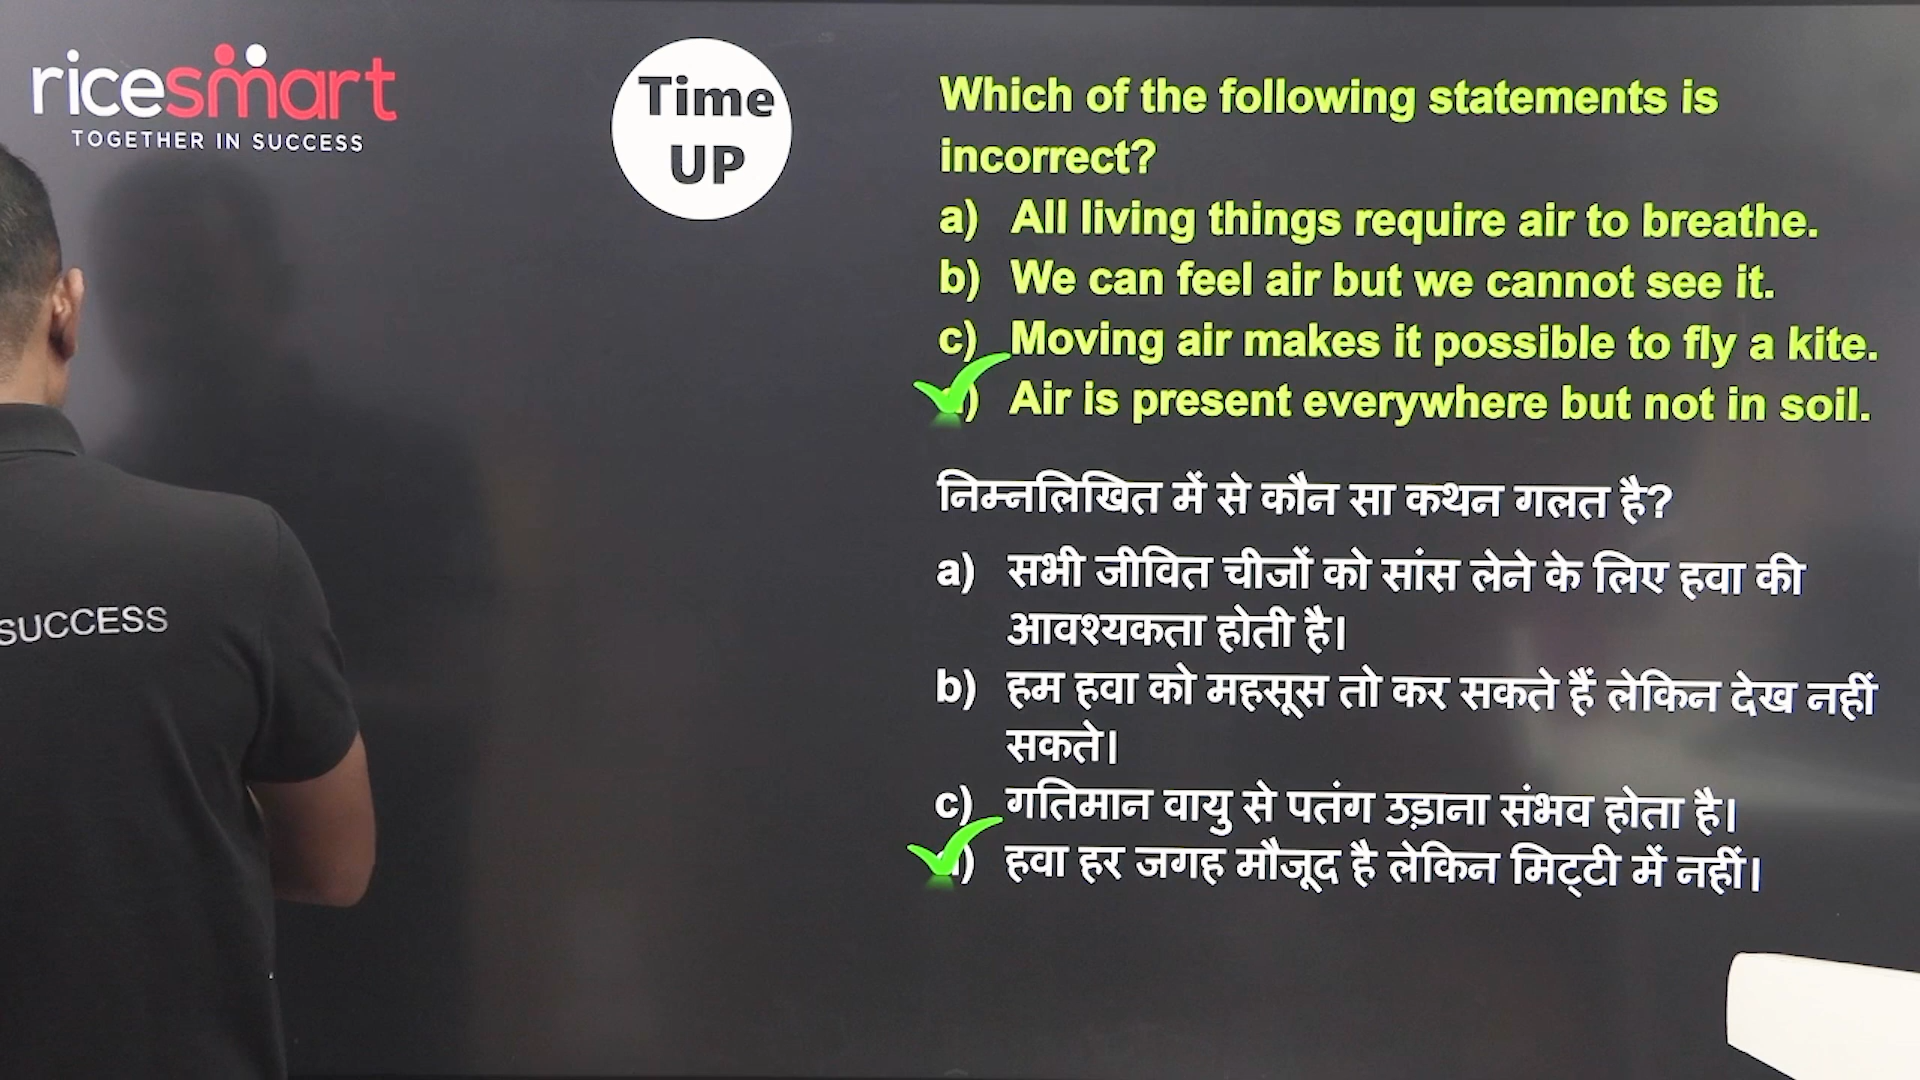 ricesmart
TOGETHER IN SUCCESS
Time
UP
Which of the following statements is
incorrect?
a) All living things require air to breathe.
b) We can feel air but we cannot see it.
c) Moving air makes it possible to fly a kite.
) Air is present everywhere but not in soil.
निम्नलिखित में से कौन सा कथन गलत है?
a) सभी जीवित चीजों को सांस लेने के लिए हवा की
आवश्यकता होती है।
b) हम हवा को महसूस तो कर सकते हैं लेकिन देख नहीं
सकते।
c) गतिमान वायु से पतंग उड़ाना संभव होता है।
) हवा हर जगह मौजूद है लेकिन मिट्टी में नहीं।
SUCCESS